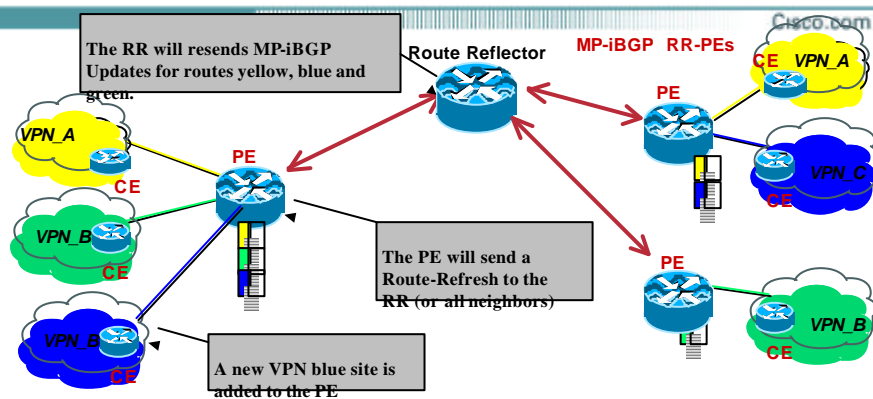 Cisco.com
The RR will resends MP-iBGP
Updates for routes yellow, blue and
green.
Route Reflector
MP-iBGP RR-PEs
CE
VPN_A
PE
VPN_A
CE
PE
VPN_C
CE
VPN_B
CE
The PE will send a
Route-Refresh to the
RR (or all neighbors)
PE
VPN_B
CE
VPN_B
CE
A new VPN blue site is
added to the PE